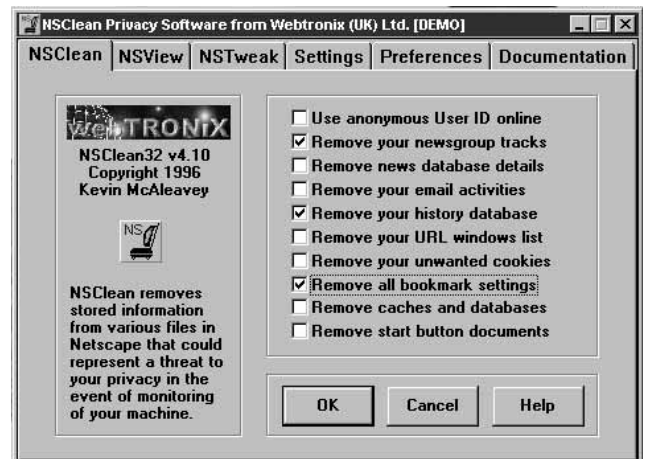 NSClean Privacy Software from Webtronix (UK) Ltd. [DEMO]
NSClean NSView NSTweak Settings Preferences Documentation
WebTRONiX
NSClean32 v4.10
Copyright 1996
Kevin McAleavey
NS
NSClean removes
stored information
from various files in
Netscape that could
represent a threat to
your privacy in the
event of monitoring
of your machine.
Use anonymous User ID online
Remove your newsgroup tracks
Remove news database details
Remove your email activities
Remove your history database
Remove your URL windows list
Remove your unwanted cookies
Remove all bookmark settings
Remove caches and databases
Remove start button documents
OK Cancel Help